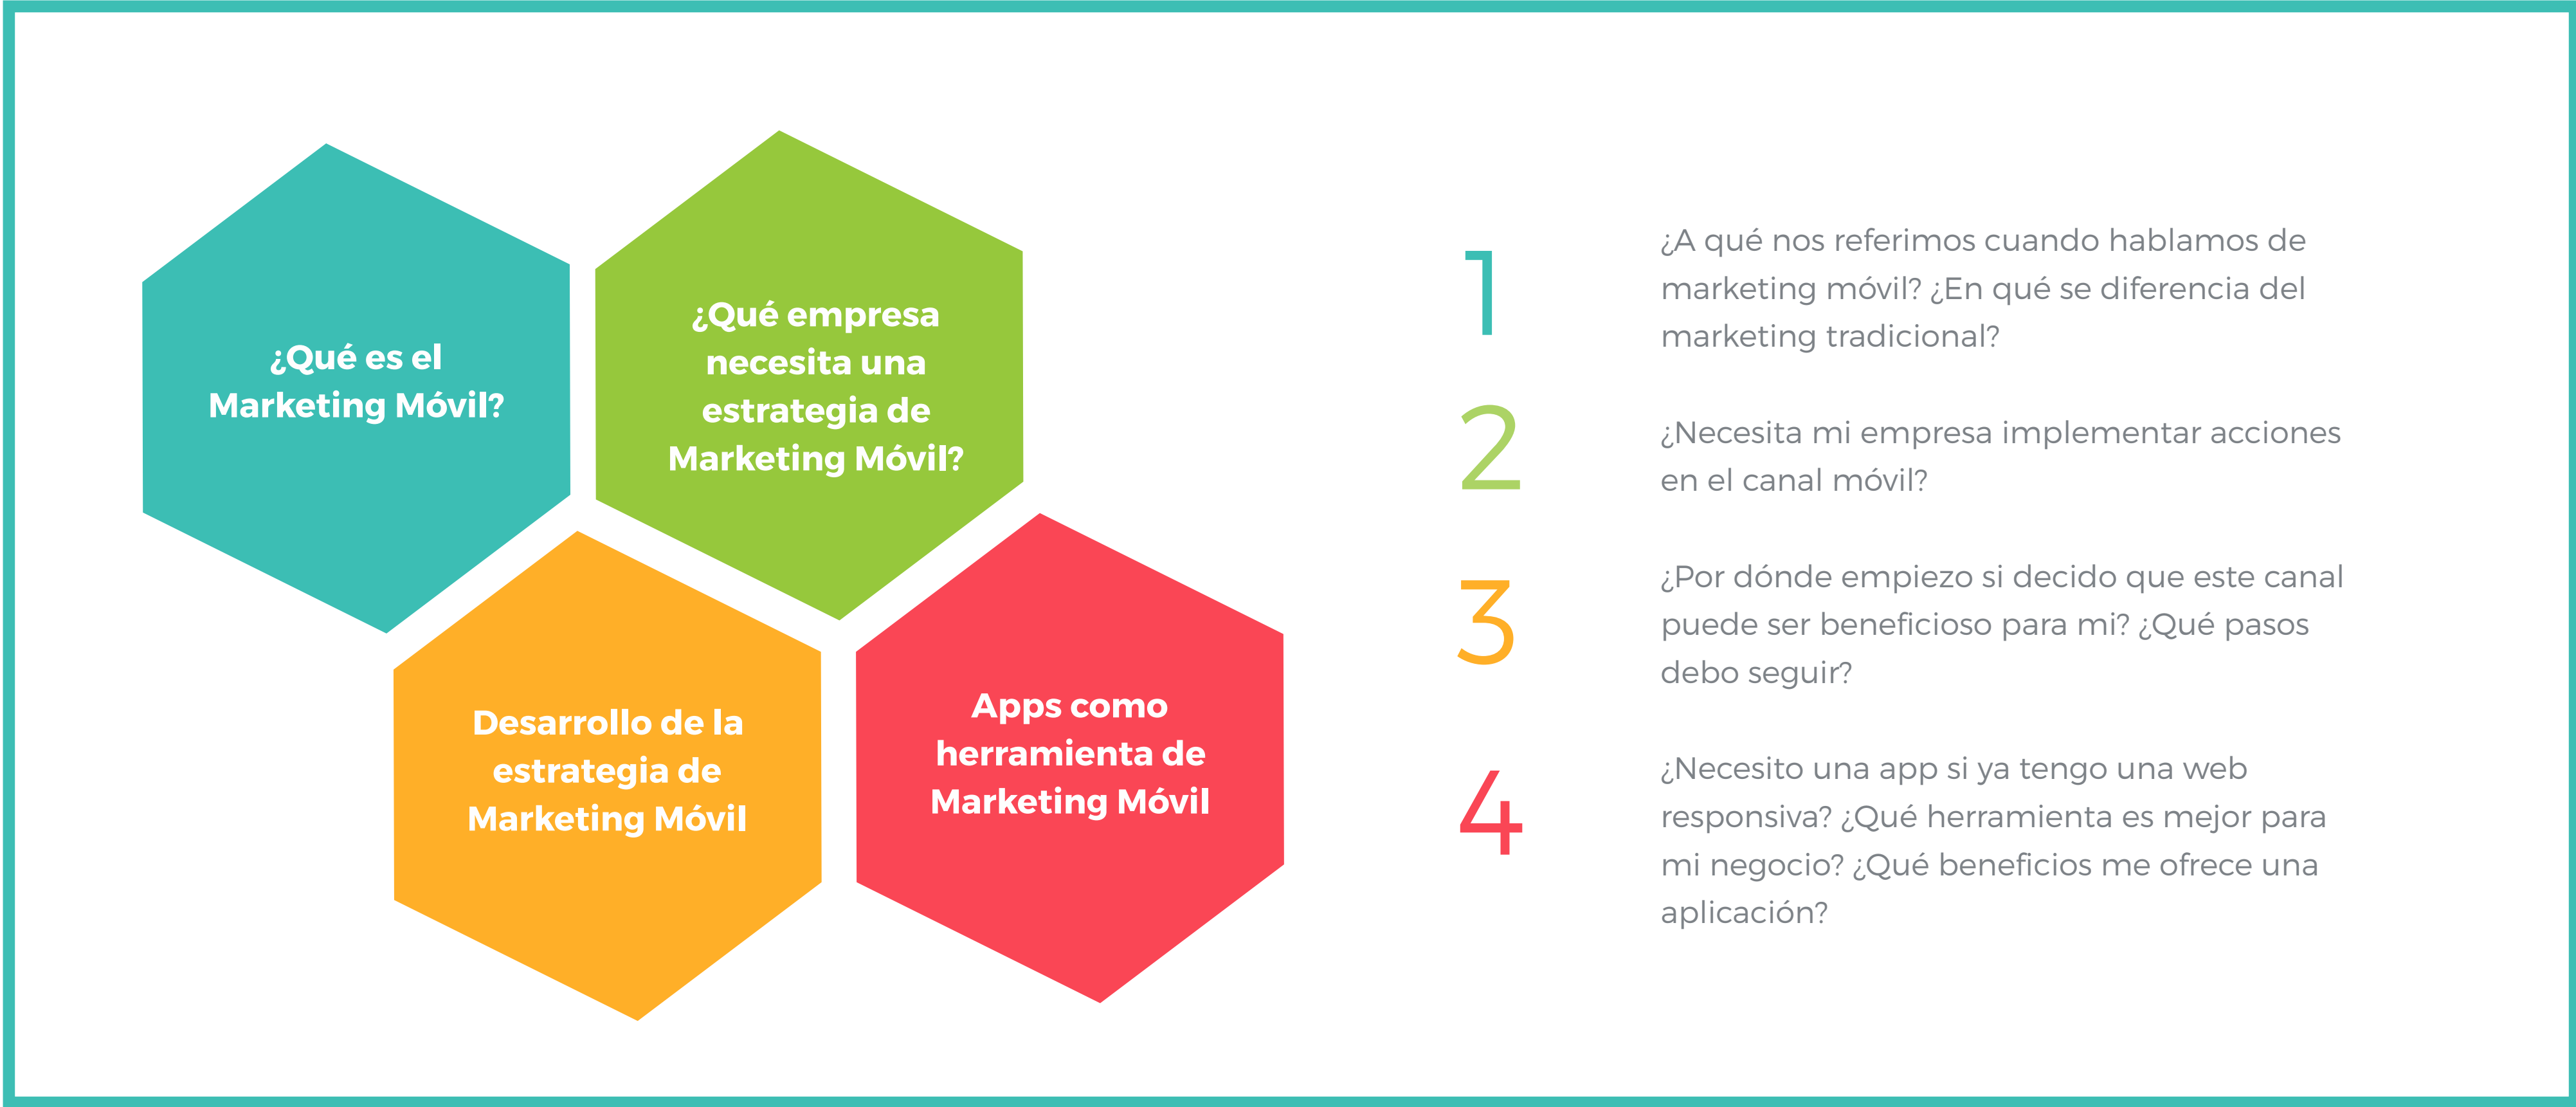 ¿Qué es el
Marketing Móvil?
¿Qué empresa
necesita una
estrategia de
Marketing Móvil?
Desarrollo de la
estrategia de
Marketing Móvil
Apps como
herramienta de
Marketing Móvil
1
¿A qué nos referimos cuando hablamos de
marketing móvil? ¿En qué se diferencia del
marketing tradicional?
2
¿Necesita mi empresa implementar acciones
en el canal móvil?
3
¿Por dónde empiezo si decido que este canal
puede ser beneficioso para mi? ¿Qué pasos
debo seguir?
4
¿Necesito una app si ya tengo una web
responsiva? ¿Qué herramienta es mejor para
mi negocio? ¿Qué beneficios me ofrece una
aplicación?